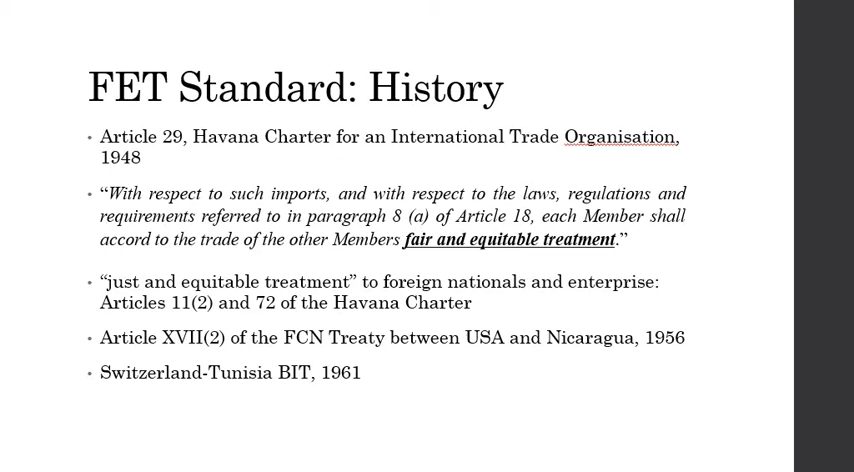 FET Standard: History
• Article 29, Havana Charter for an International Trade Organisation,
1948
• “With respect to such imports, and with respect to the laws, regulations and
requirements referred to in paragraph 8 (a) of Article 18, each Member shall
accord to the trade of the other Members fair and equitable treatment.”
• “just and equitable treatment” to foreign nationals and enterprise:
Articles 11(2) and 72 of the Havana Charter
• Article XVII(2) of the FCN Treaty between USA and Nicaragua, 1956
• Switzerland-Tunisia BIT, 1961